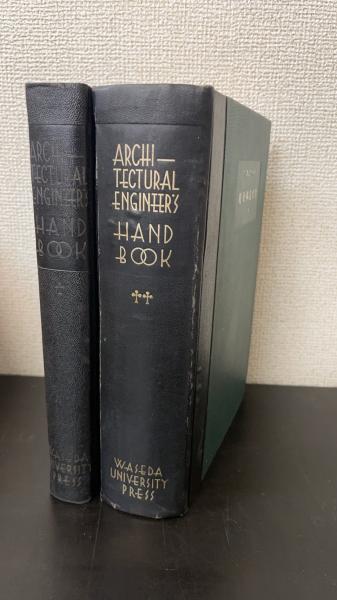 ARCHI—
TECTURAL
ENGINEER'S
HAND
BOOK
WASEDA
UNIVERSITY
PRESS
ARCHI—
TECTURAL
ENGINEER'S
HAND
BOOK
WASEDA
UNIVERSITY
PRESS